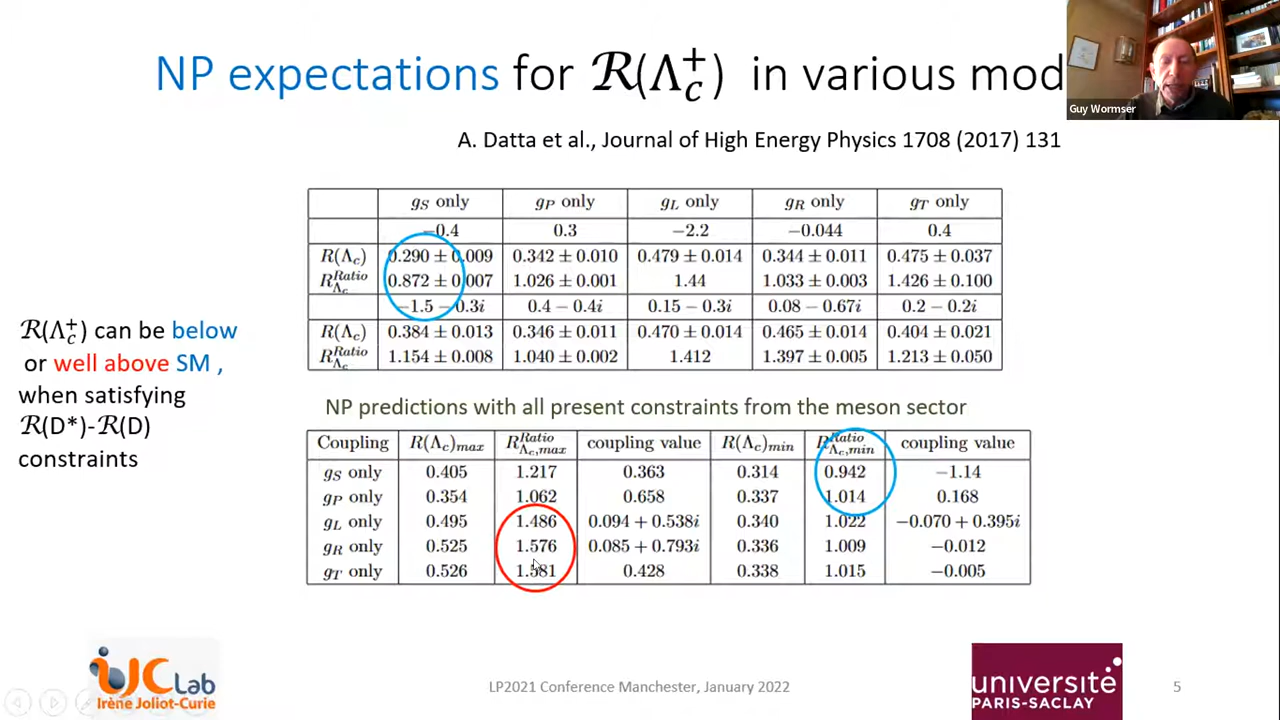 NP expectations for ℛ(Λc+) in various mod
Guy Wormser
A. Datta et al., Journal of High Energy Physics 1708 (2017) 131
gS only gP only gL only gR only gT only
−0.4 0.3 −2.2 −0.044 0.4
R(Λc) 0.290 ± 0.009 0.342 ± 0.010 0.479 ± 0.014 0.344 ± 0.011 0.475 ± 0.037
RΛc^Ratio 0.872 ± 0.007 1.026 ± 0.001 1.44 1.033 ± 0.003 1.426 ± 0.100
−1.5 − 0.3i 0.4 − 0.4i 0.15 − 0.3i 0.08 − 0.67i 0.2 − 0.2i
R(Λc) 0.384 ± 0.013 0.346 ± 0.011 0.470 ± 0.014 0.465 ± 0.014 0.404 ± 0.021
RΛc^Ratio 1.154 ± 0.008 1.040 ± 0.002 1.412 1.397 ± 0.005 1.213 ± 0.050
ℛ(Λc+) can be below
or well above SM ,
when satisfying
ℛ(D*)-ℛ(D)
constraints
NP predictions with all present constraints from the meson sector
Coupling R(Λc)max RΛc,max^Ratio coupling value R(Λc)min RΛc,min^Ratio coupling value
gS only 0.405 1.217 0.363 0.314 0.942 −1.14
gP only 0.354 1.062 0.658 0.337 1.014 0.168
gL only 0.495 1.486 0.094 + 0.538i 0.340 1.022 −0.070 + 0.395i
gR only 0.525 1.576 0.085 + 0.793i 0.336 1.009 −0.012
gT only 0.526 1.581 0.428 0.338 1.015 −0.005
iJCLab
Irène Joliot-Curie
LP2021 Conference Manchester, January 2022
université
PARIS-SACLAY
5